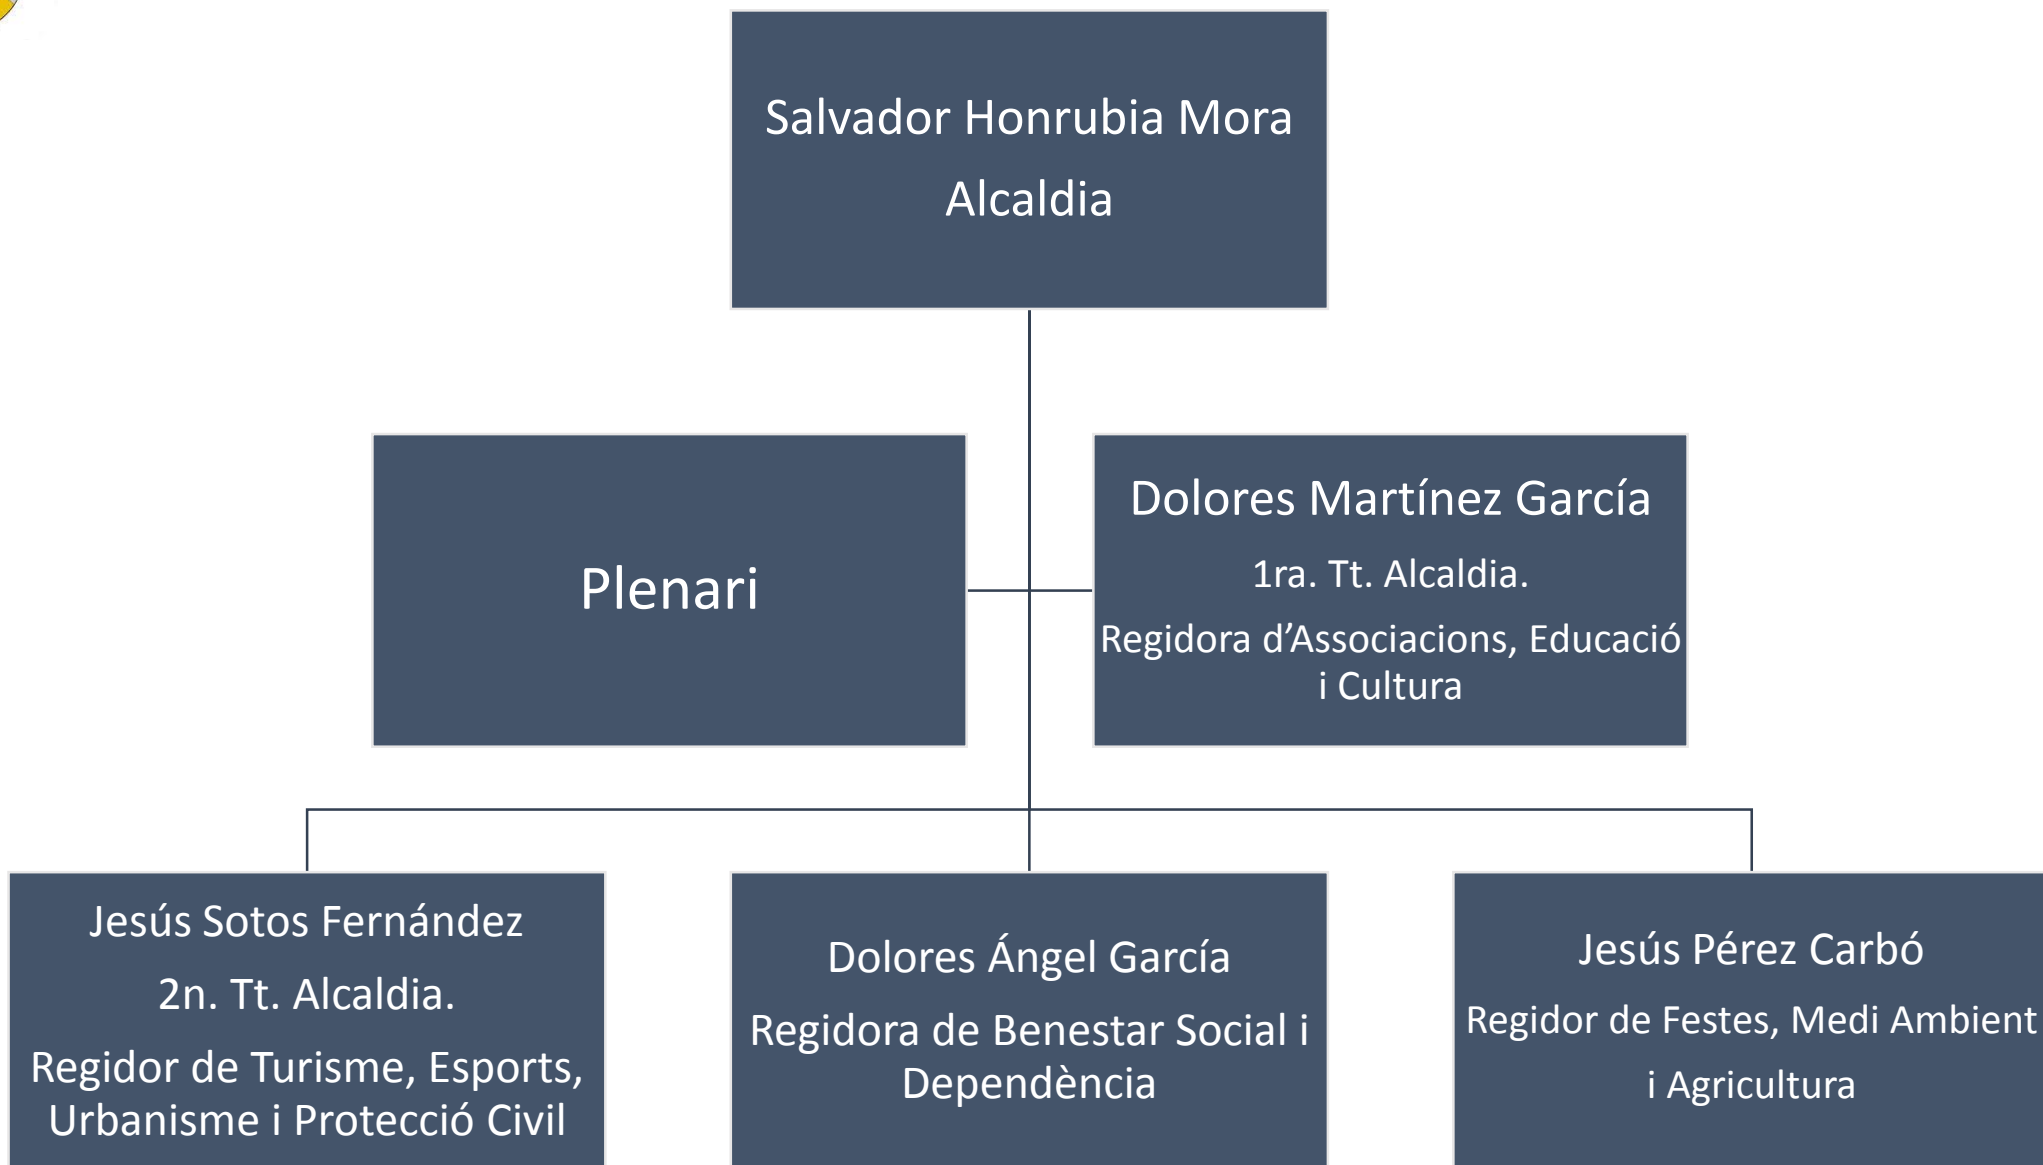 Salvador Honrubia Mora
Alcaldia
Plenari
Dolores Martínez García
1ra. Tt. Alcaldia.
Regidora d’Associacions, Educació
i Cultura
Jesús Sotos Fernández
2n. Tt. Alcaldia.
Regidor de Turisme, Esports,
Urbanisme i Protecció Civil
Dolores Ángel García
Regidora de Benestar Social i
Dependència
Jesús Pérez Carbó
Regidor de Festes, Medi Ambient
i Agricultura